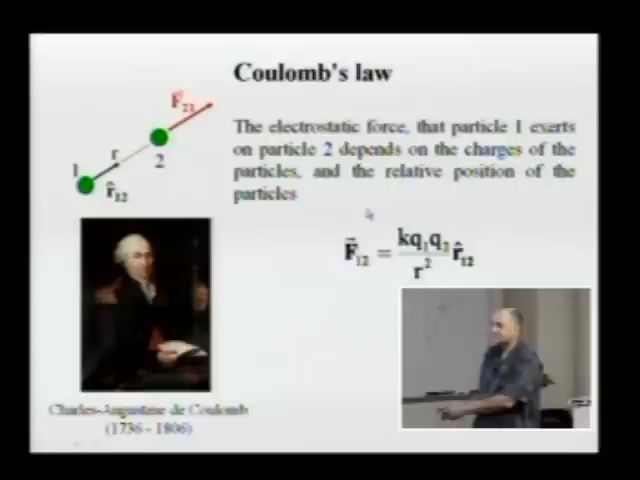 Coulomb's law
F₂₁
r
1
2
r̂₁₂
The electrostatic force, that particle 1 exerts
on particle 2 depends on the charges of the
particles, and the relative position of the
particles
F⃗₁₂ = kq₁q₂/r² r̂₁₂
Charles-Augustine de Coulomb
(1736 - 1806)